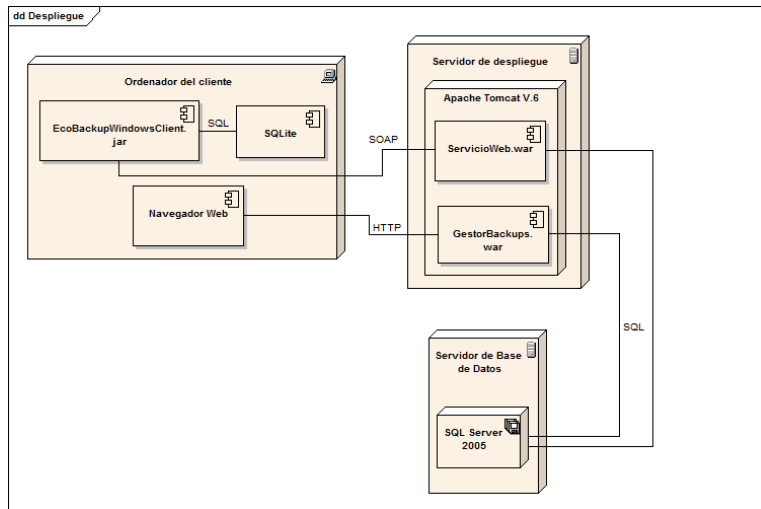 dd Despliegue
Ordenador del cliente
EcoBackupWindowsClient.
jar
SQL
SQLite
Navegador Web
SOAP
HTTP
Servidor de despliegue
Apache Tomcat V.6
ServicioWeb.war
GestorBackups.
war
SQL
Servidor de Base
de Datos
SQL Server
2005